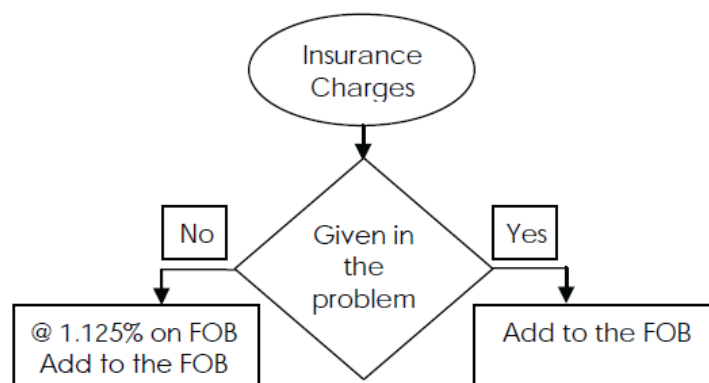 Insurance
Charges
No
Given in
the
problem
Yes
@ 1.125% on FOB
Add to the FOB
Add to the FOB